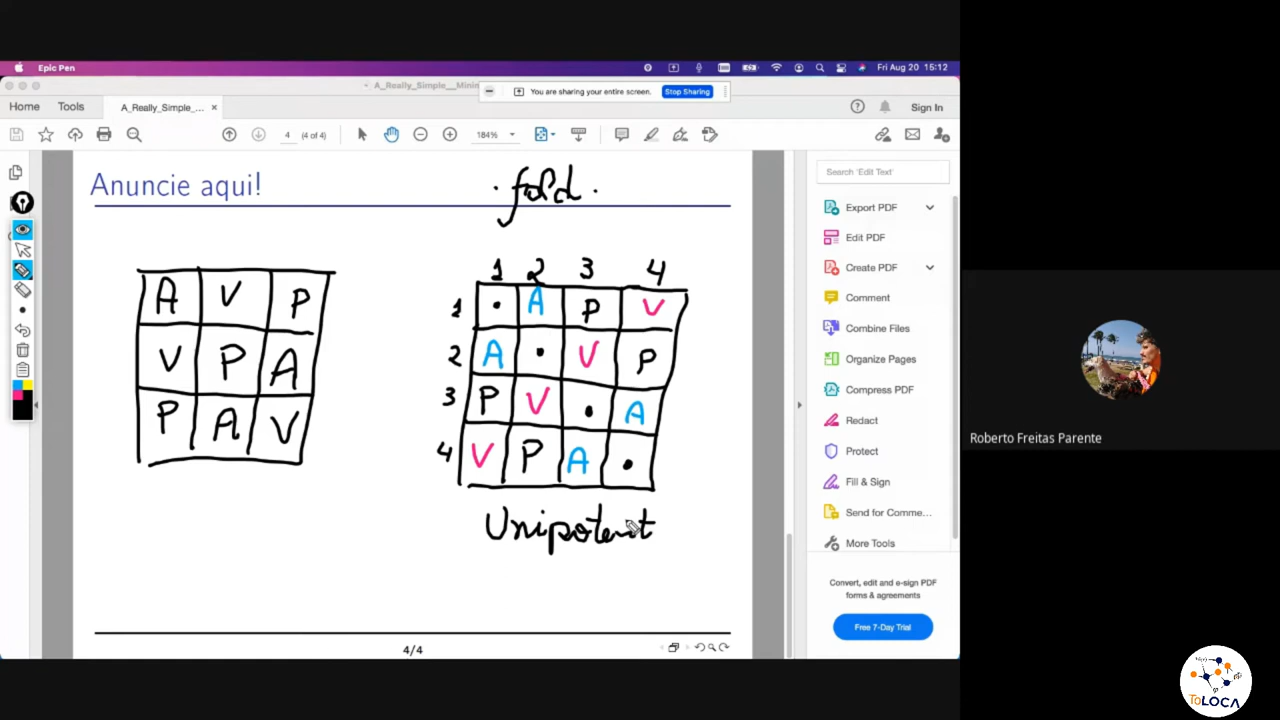 Epic Pen
Fri Aug 20 15:12
A_Really_Simple__Minin
You are sharing your entire screen.
Stop Sharing
Home
Tools
A_Really_Simple_...
Sign In
4
(4 of 4)
184%
Anuncie aqui!
. fold .
Search 'Edit Text'
Export PDF
Edit PDF
Create PDF
Comment
Combine Files
Organize Pages
Compress PDF
Redact
Protect
Fill & Sign
Send for Comme...
More Tools
Convert, edit and e-sign PDF
forms & agreements
Free 7-Day Trial
A V P
V P A
P A V
1 2 3 4
1 • A P V
2 A • V P
3 P V • A
4 V P A •
Unipotent
4/4
Roberto Freitas Parente
ToLOCA